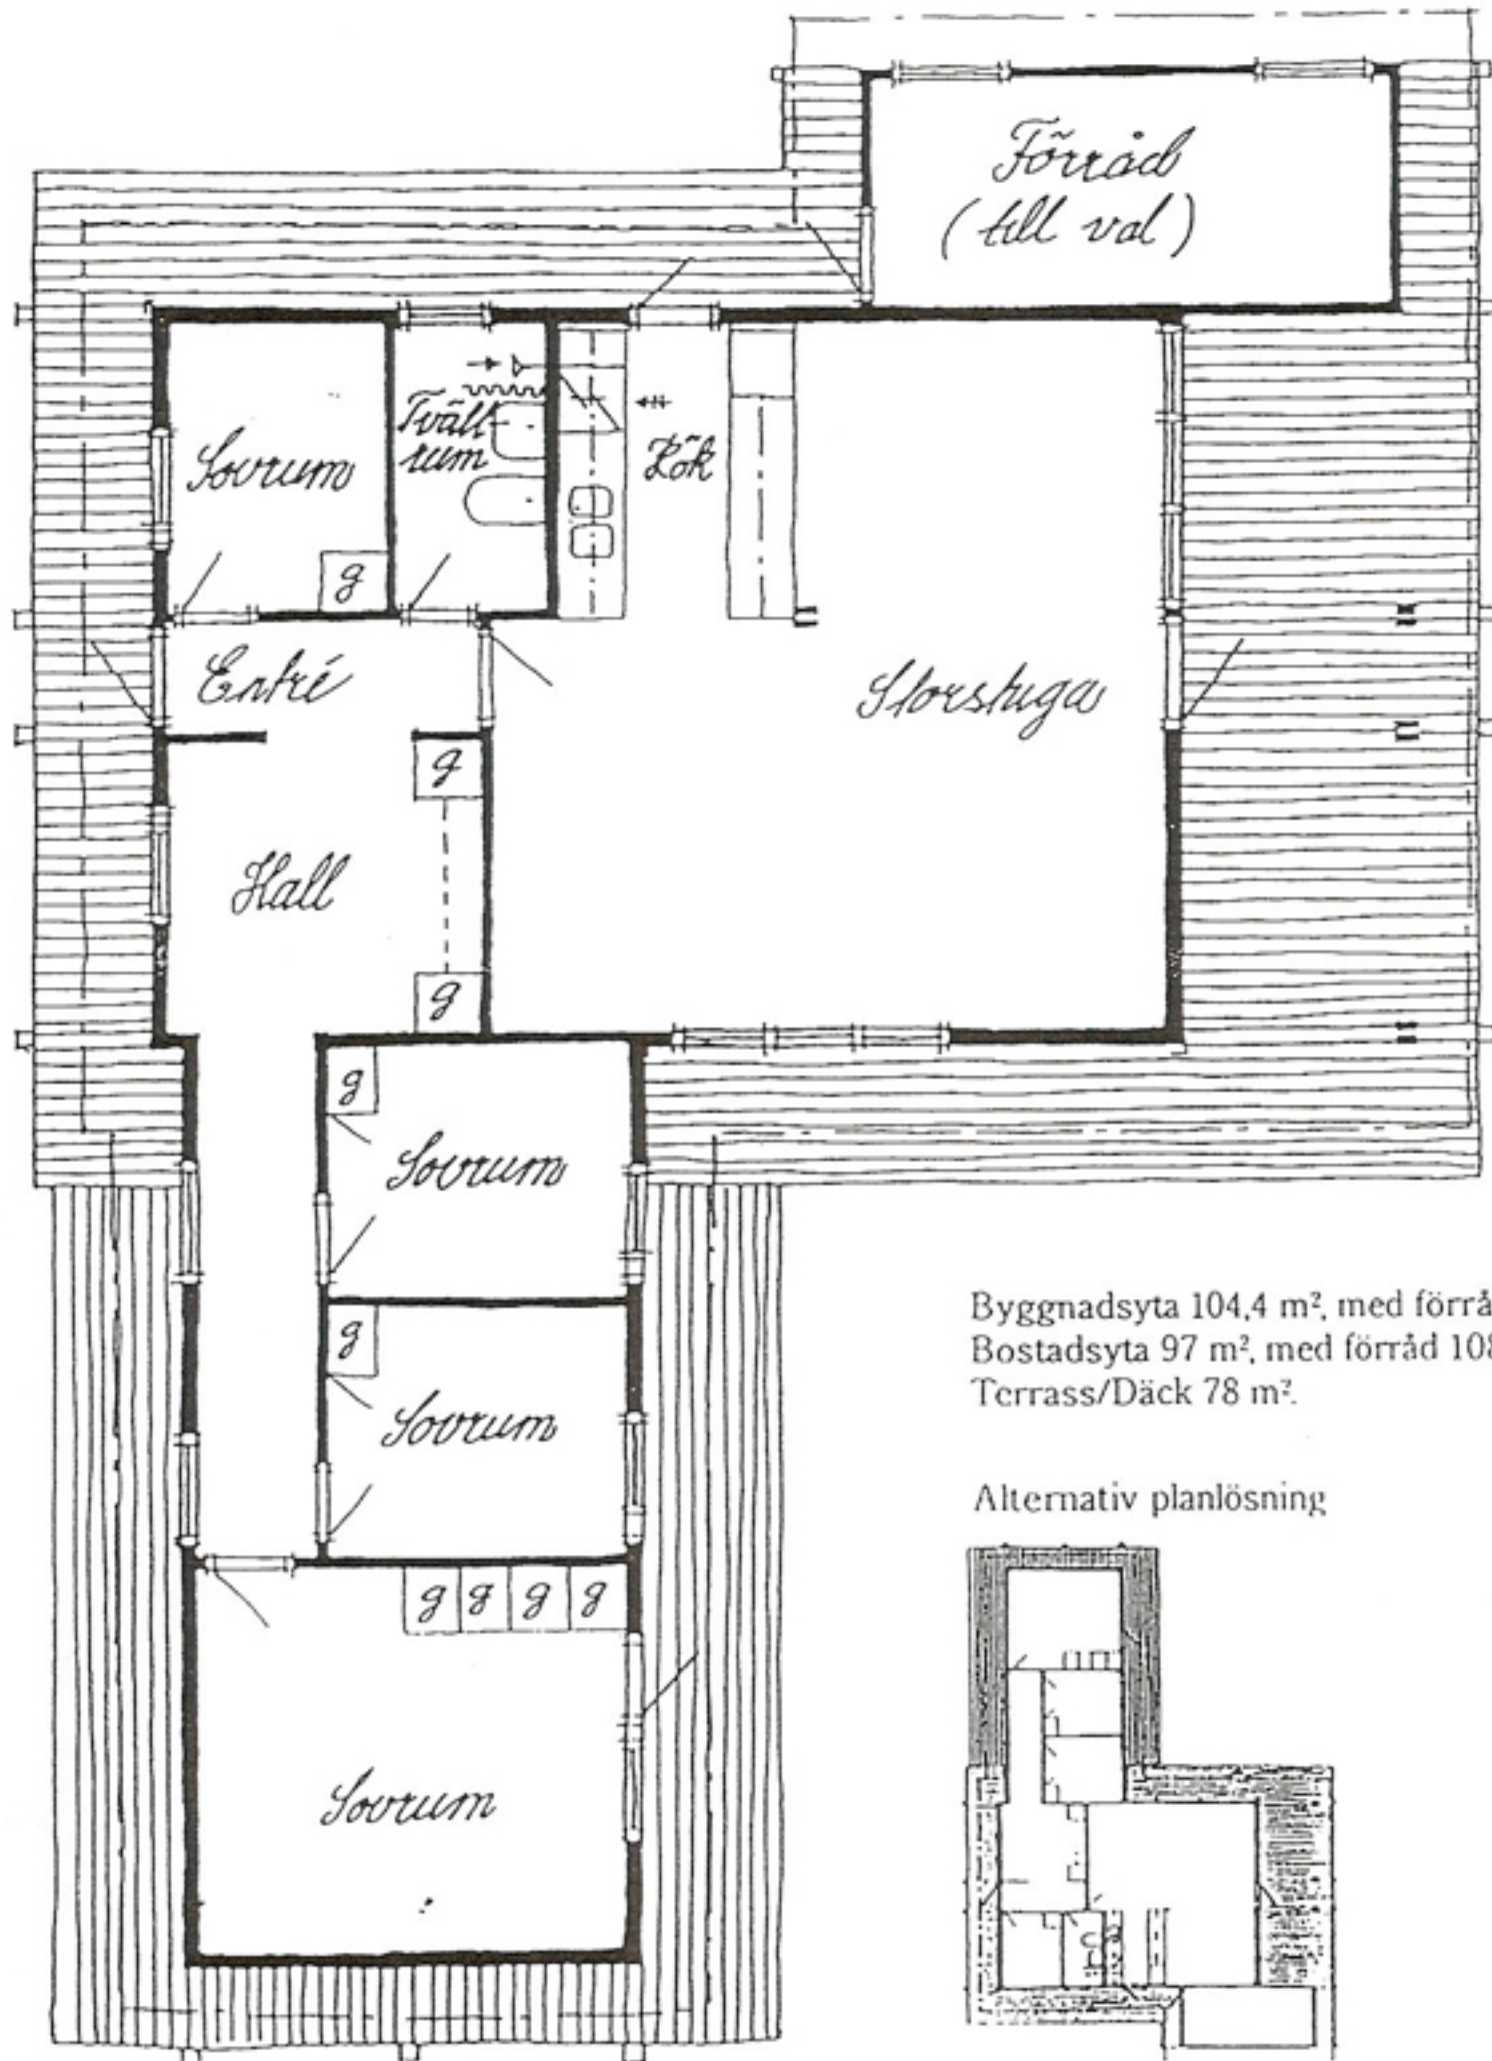 Förråd
(till val)
Sovrum
Tvätt-
rum
Kök
g
Entré
Storstuga
g
Hall
g
g
Sovrum
g
Sovrum
g g g g
Sovrum
Byggnadsyta 104,4 m², med förrå
Bostadsyta 97 m², med förråd 108
Terrass/Däck 78 m².
Alternativ planlösning